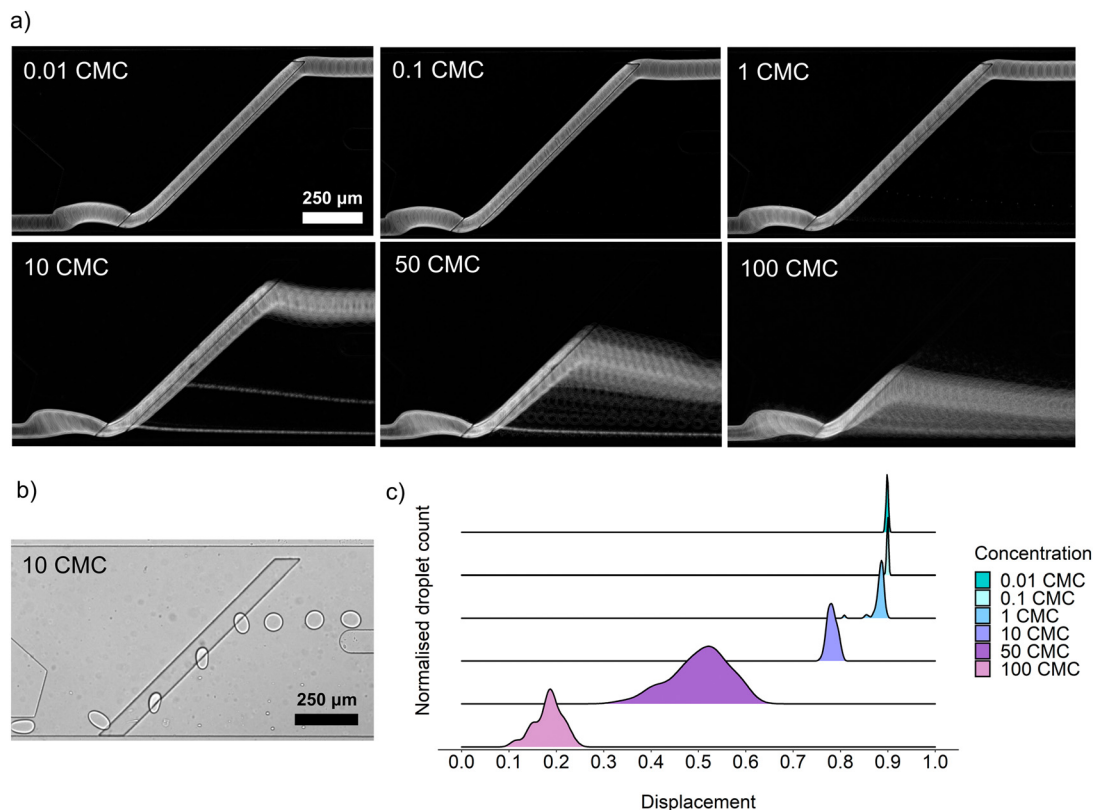 a)
0.01 CMC
0.1 CMC
1 CMC
250 µm
10 CMC
50 CMC
100 CMC
b)
10 CMC
250 µm
c)
Normalised droplet count
Concentration
0.01 CMC
0.1 CMC
1 CMC
10 CMC
50 CMC
100 CMC
0.0 0.1 0.2 0.3 0.4 0.5 0.6 0.7 0.8 0.9 1.0
Displacement